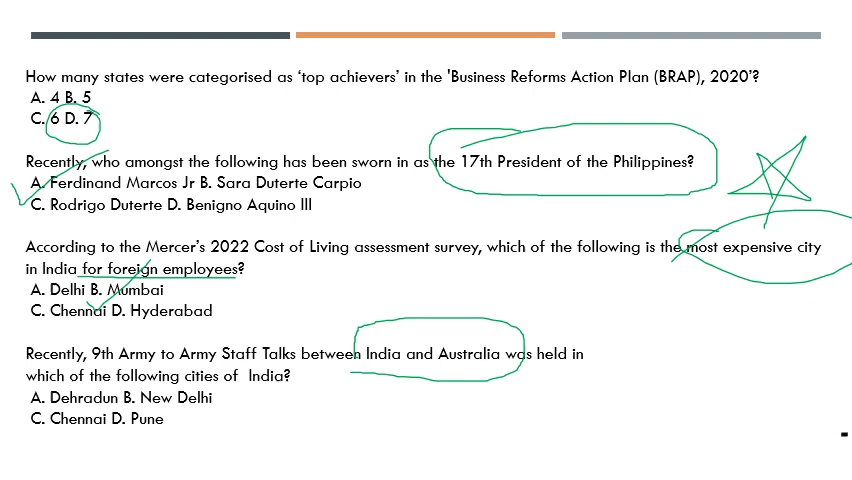 How many states were categorised as ‘top achievers’ in the 'Business Reforms Action Plan (BRAP), 2020’?
A. 4 B. 5
C. 6 D. 7
Recently, who amongst the following has been sworn in as the 17th President of the Philippines?
A. Ferdinand Marcos Jr B. Sara Duterte Carpio
C. Rodrigo Duterte D. Benigno Aquino III
According to the Mercer’s 2022 Cost of Living assessment survey, which of the following is the most expensive city
in India for foreign employees?
A. Delhi B. Mumbai
C. Chennai D. Hyderabad
Recently, 9th Army to Army Staff Talks between India and Australia was held in
which of the following cities of India?
A. Dehradun B. New Delhi
C. Chennai D. Pune